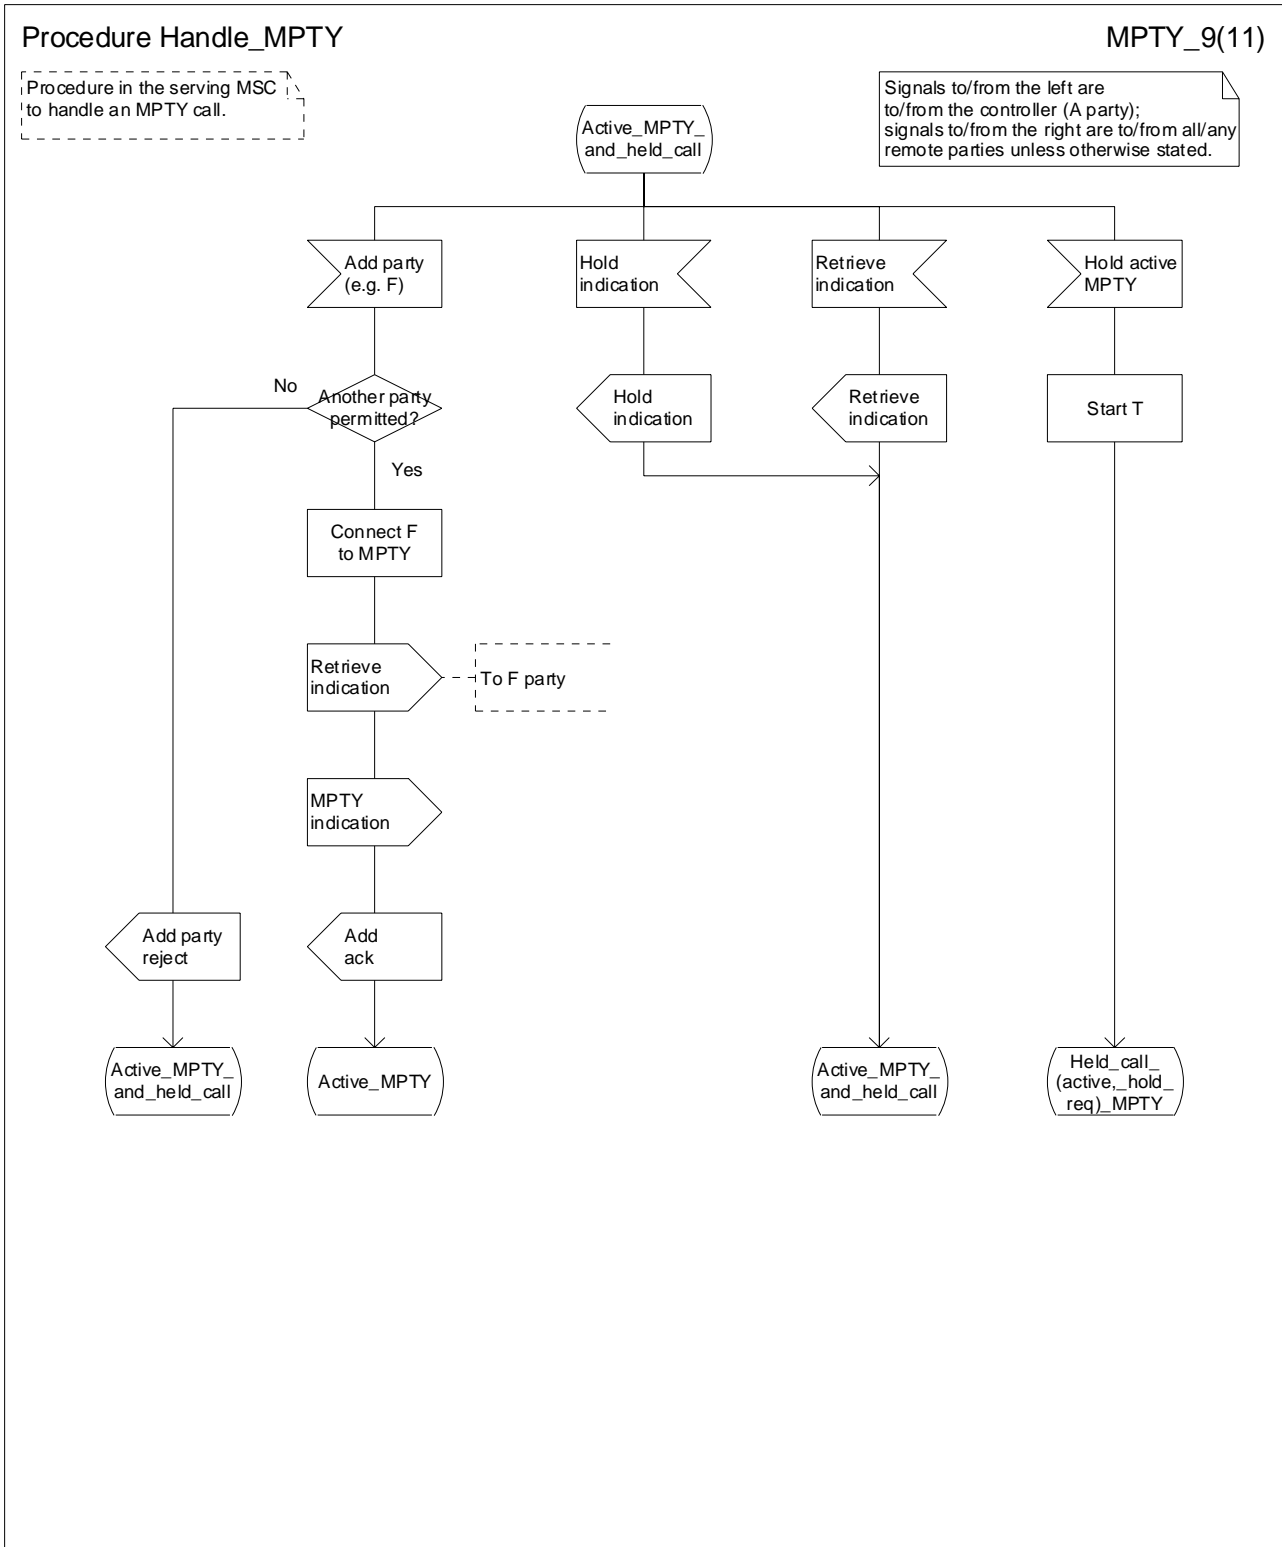 Procedure Handle_MPTY
MPTY_9(11)
Procedure in the serving MSC
to handle an MPTY call.
Signals to/from the left are
to/from the controller (A party);
signals to/from the right are to/from all/any
remote parties unless otherwise stated.
Active_MPTY_
and_held_call
Add party
(e.g. F)
Hold
indication
Retrieve
indication
Hold active
MPTY
No
Another party
permitted?
Yes
Hold
indication
Retrieve
indication
Start T
Connect F
to MPTY
Retrieve
indication
To F party
MPTY
indication
Add party
reject
Add
ack
Active_MPTY_
and_held_call
Active_MPTY
Active_MPTY_
and_held_call
Held_call_
(active,_hold_
req)_MPTY